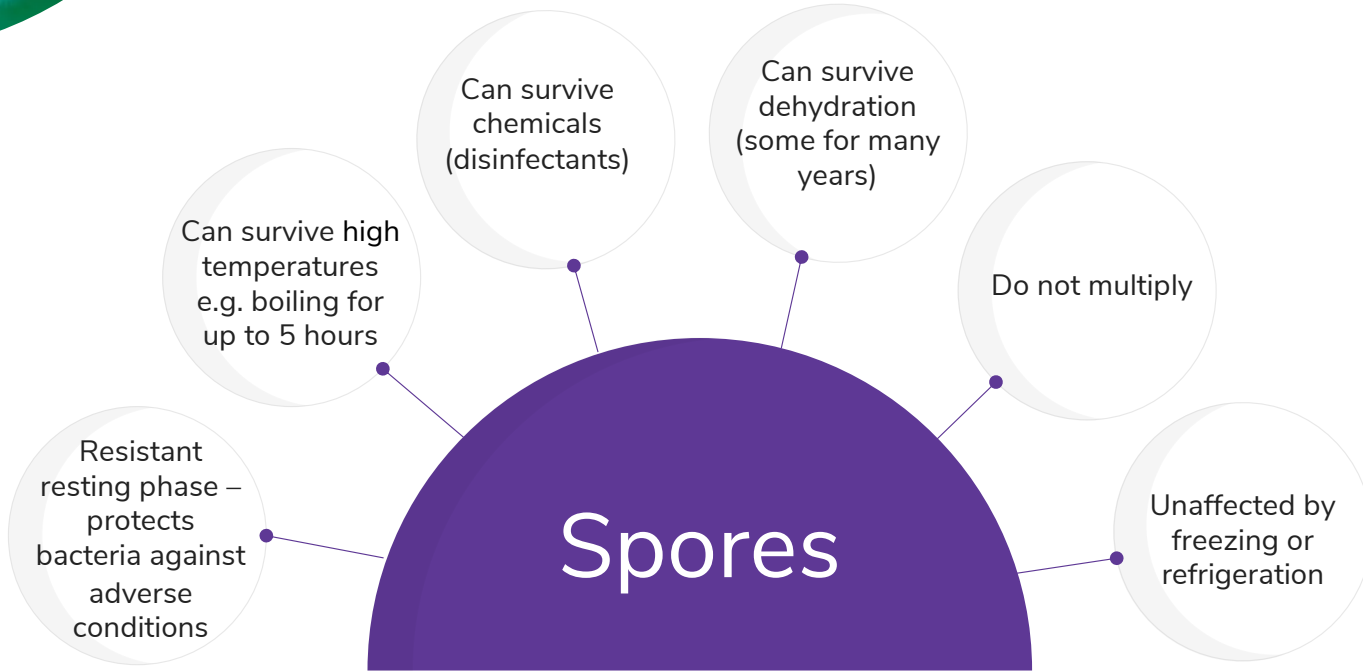 Resistant
resting phase –
protects
bacteria against
adverse
conditions
Can survive high
temperatures
e.g. boiling for
up to 5 hours
Can survive
chemicals
(disinfectants)
Can survive
dehydration
(some for many
years)
Do not multiply
Unaffected by
freezing or
refrigeration
Spores